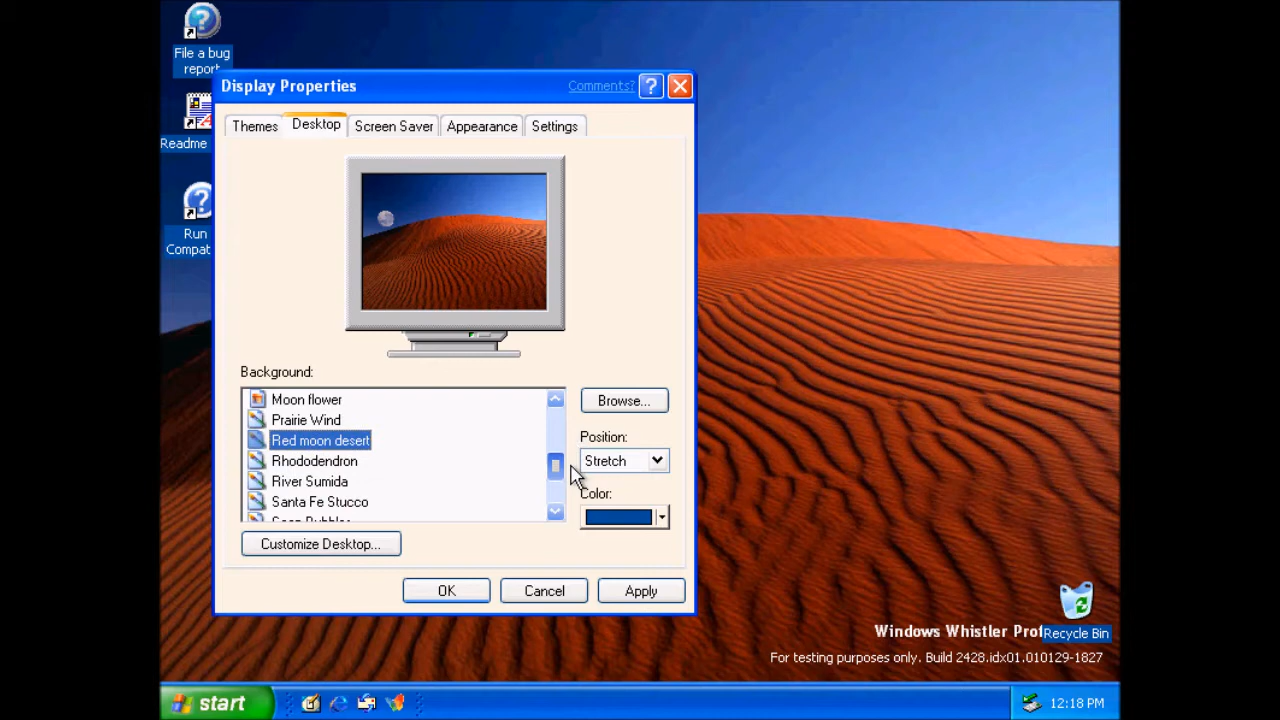 File a bug
report
Readme
Run
Compat
Display Properties
Comments?
Themes
Desktop
Screen Saver
Appearance
Settings
Background:
Moon flower
Prairie Wind
Red moon desert
Rhododendron
River Sumida
Santa Fe Stucco
Soap Bubbles
Browse...
Position:
Stretch
Color:
Customize Desktop...
OK
Cancel
Apply
Recycle Bin
Windows Whistler Prof
For testing purposes only. Build 2428.idx01.010129-1827
start
12:18 PM